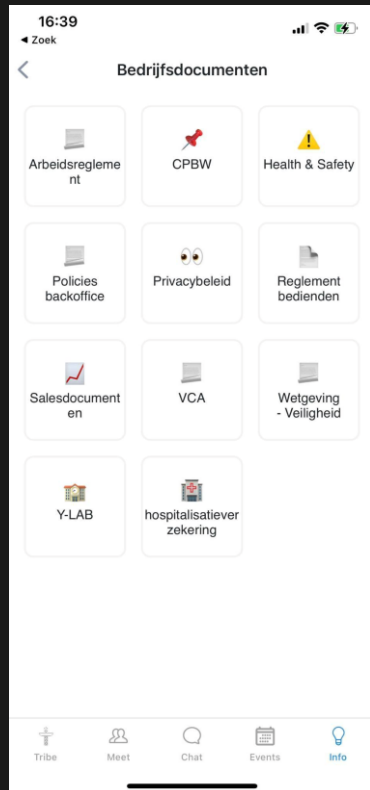 16:39
Zoek
Bedrijfsdocumenten
Arbeidsregleme
nt
CPBW
Health & Safety
Policies
backoffice
Privacybeleid
Reglement
bedienden
Salesdocument
en
VCA
Wetgeving
- Veiligheid
Y-LAB
hospitalisatiever
zekering
Tribe
Meet
Chat
Events
Info